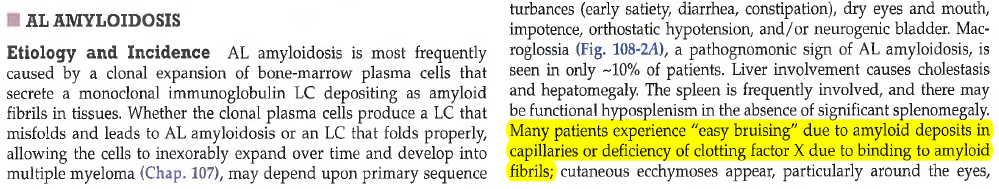 AL AMYLOIDOSIS
Etiology and Incidence AL amyloidosis is most frequently
caused by a clonal expansion of bone-marrow plasma cells that
secrete a monoclonal immunoglobulin LC depositing as amyloid
fibrils in tissues. Whether the clonal plasma cells produce a LC that
misfolds and leads to AL amyloidosis or an LC that folds properly,
allowing the cells to inexorably expand over time and develop into
multiple myeloma (Chap. 107), may depend upon primary sequence
turbances (early satiety, diarrhea, constipation), dry eyes and mouth,
impotence, orthostatic hypotension, and/or neurogenic bladder. Mac-
roglossia (Fig. 108-2A), a pathognomonic sign of AL amyloidosis, is
seen in only ~10% of patients. Liver involvement causes cholestasis
and hepatomegaly. The spleen is frequently involved, and there may
be functional hyposplenism in the absence of significant splenomegaly.
Many patients experience “easy bruising” due to amyloid deposits in
capillaries or deficiency of clotting factor X due to binding to amyloid
fibrils; cutaneous ecchymoses appear, particularly around the eyes,